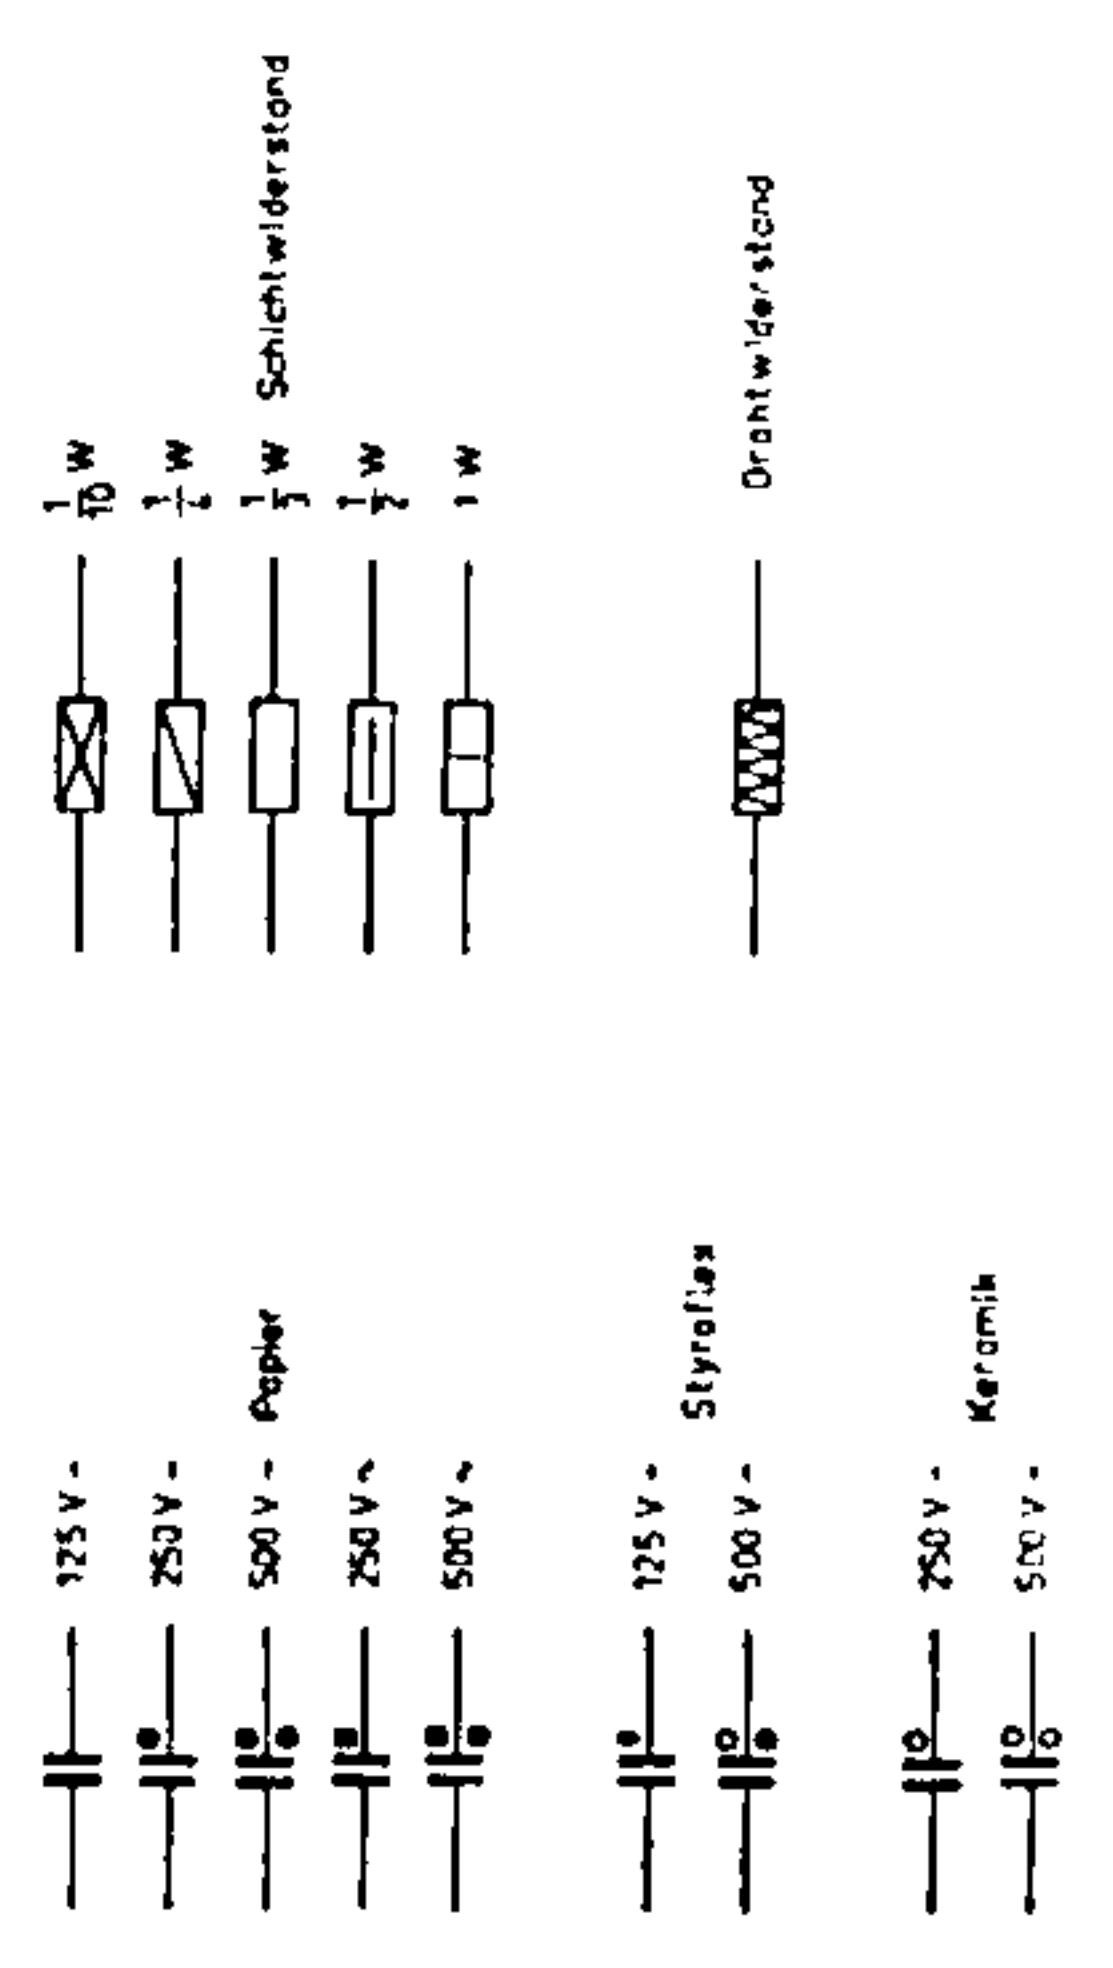 125 V -
250 V -
500 V - Papier
250 V ~
500 V ~
125 V -
Styroflex
500 V -
250 V -
Keramik
500 V -
1/10 W
1/4 W
1/3 W Schichtwiderstand
1/2 W
1 W
Drahtwiderstand